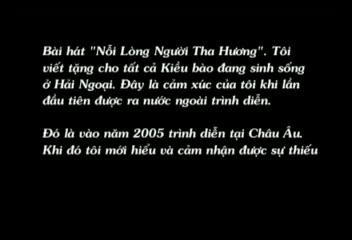 Bài hát "Nỗi Lòng Người Tha Hương". Tôi
viết tặng cho tất cả Kiều bào đang sinh sống
ở Hải Ngoại. Đây là cảm xúc của tôi khi lần
đầu tiên được ra nước ngoài trình diễn.
Đó là vào năm 2005 trình diễn tại Châu Âu.
Khi đó tôi mới hiểu và cảm nhận được sự thiếu